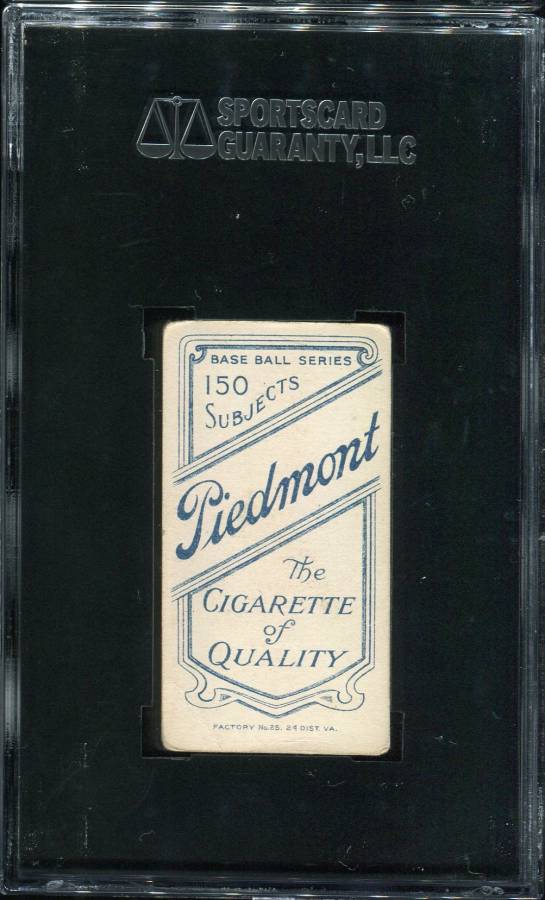 SPORTSCARD
GUARANTY, LLC
BASE BALL SERIES
150
SUBJECTS
Piedmont
The
CIGARETTE
of
QUALITY
FACTORY No. 25. 2d DIST. VA.